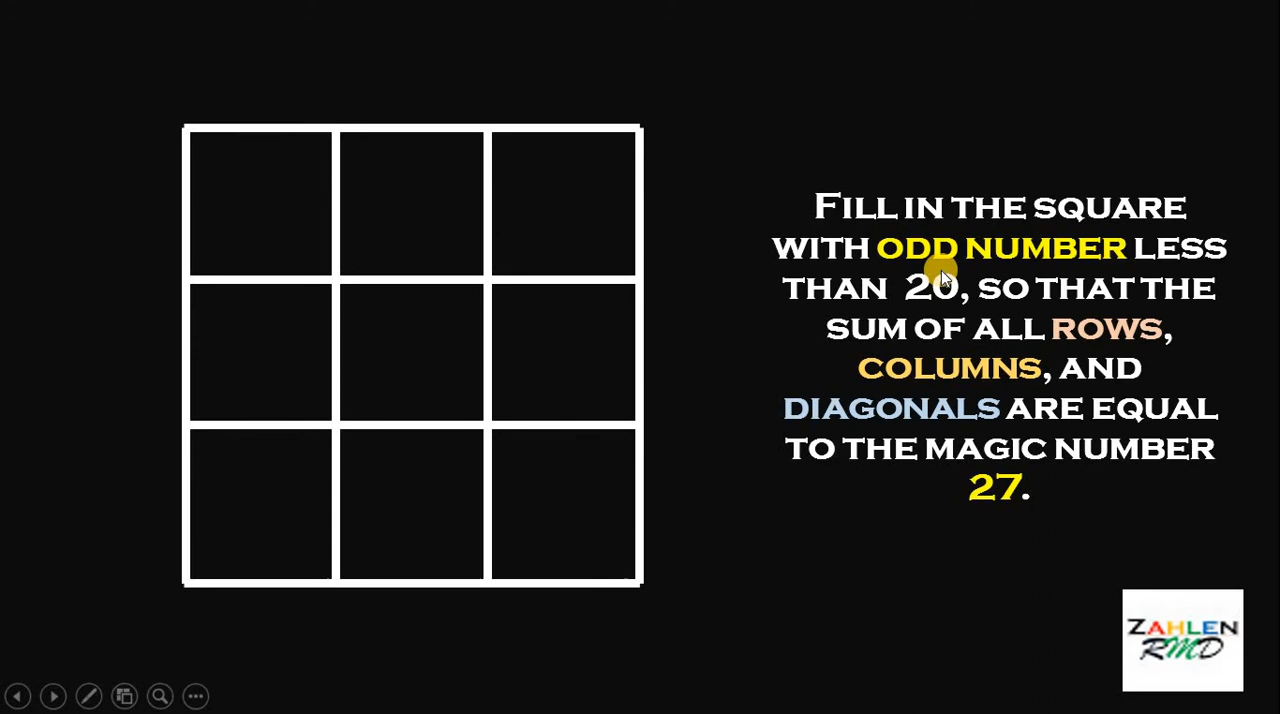 Fill in the square
with odd number less
than 20, so that the
sum of all rows,
columns, and
diagonals are equal
to the magic number
27.
Zahlen
RMD